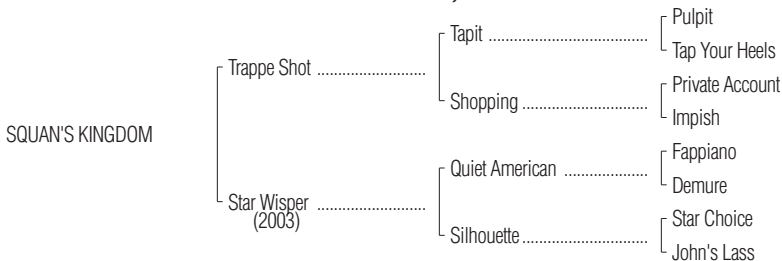 Pulpit
Tapit ........................................
Tap Your Heels
Trappe Shot ...........................
Private Account
Shopping ...............................
Impish
SQUAN'S KINGDOM
Fappiano
Quiet American .....................
Demure
Star Wisper ...........................
(2003)
Star Choice
Silhouette ...............................
John's Lass